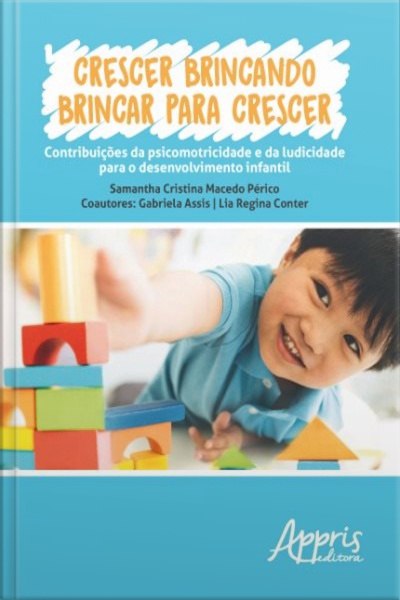 CRESCER BRINCANDO
BRINCAR PARA CRESCER
Contribuições da psicomotricidade e da ludicidade
para o desenvolvimento infantil
Samantha Cristina Macedo Périco
Coautores: Gabriela Assis | Lia Regina Conter
Appris
editora